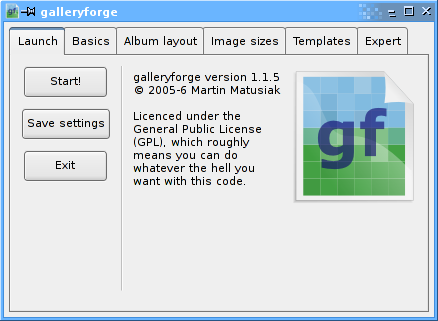 galleryforge
Launch Basics Album layout Image sizes Templates Expert
Start!
Save settings
Exit
galleryforge version 1.1.5
© 2005-6 Martin Matusiak
Licenced under the
General Public License
(GPL), which roughly
means you can do
whatever the hell you
want with this code.
gf